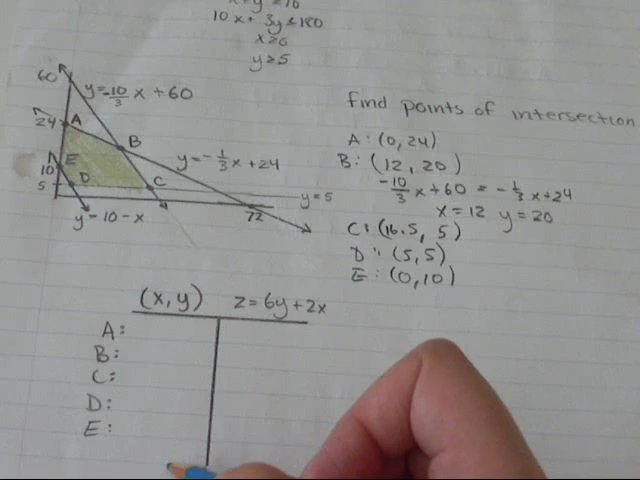 x + y ≥ 10
10x + 3y ≤ 180
x ≥ 0
y ≥ 5
60
y = -10/3 x + 60
24
A
B
y = -1/3 x + 24
E
10
D
C
5
y = 5
72
y = 10 - x
find points of intersection
A: (0, 24)
B: (12, 20)
-10/3 x + 60 = -1/3 x + 24
x = 12 y = 20
C: (16.5, 5)
D: (5, 5)
E: (0, 10)
(x, y) z = 6y + 2x
A:
B:
C:
D:
E: